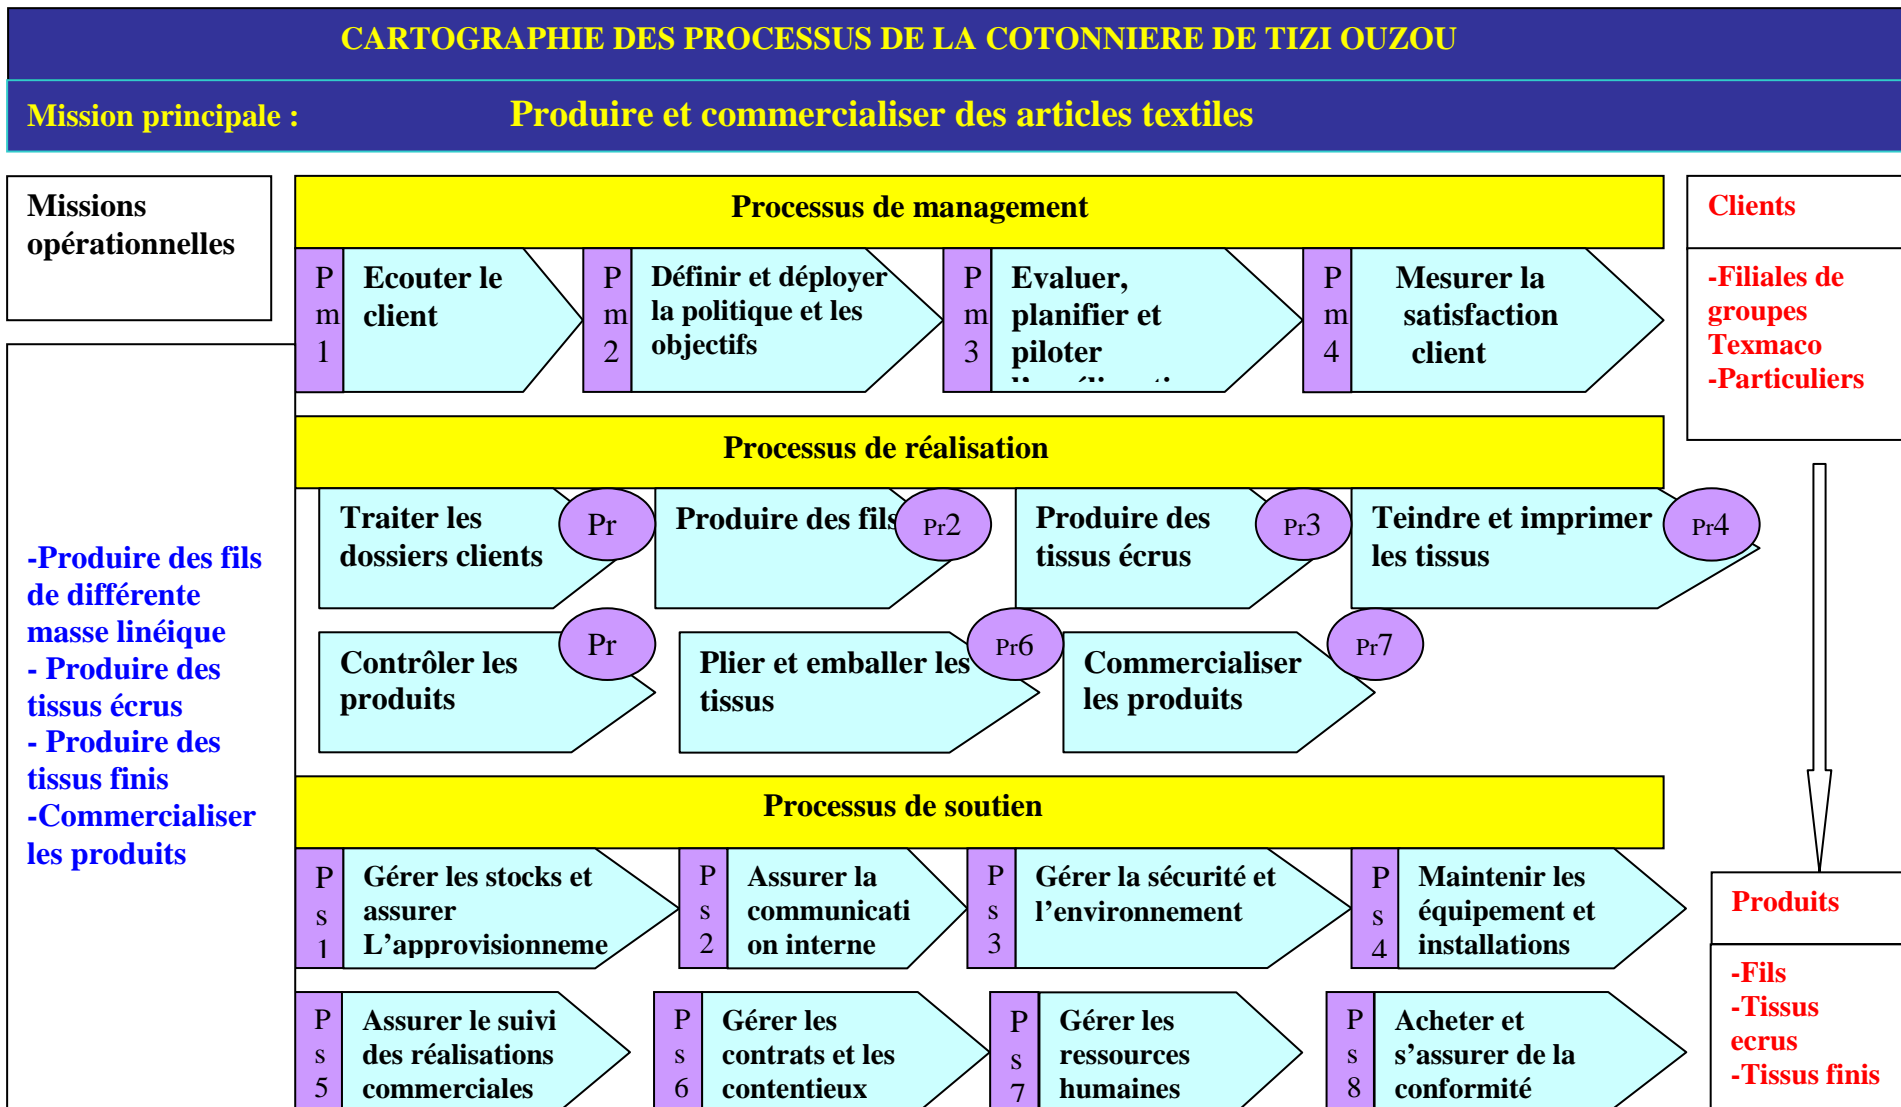 CARTOGRAPHIE DES PROCESSUS DE LA COTONNIERE DE TIZI OUZOU
Mission principale : Produire et commercialiser des articles textiles
Missions
opérationnelles
-Produire des fils
de différente
masse linéique
- Produire des
tissus écrus
- Produire des
tissus finis
-Commercialiser
les produits
Processus de management
P
m
1
Ecouter le
client
P
m
2
Définir et déployer
la politique et les
objectifs
P
m
3
Evaluer,
planifier et
piloter
P
m
4
Mesurer la
satisfaction
client
Processus de réalisation
Traiter les
dossiers clients
Pr
Produire des fils
Pr2
Produire des
tissus écrus
Pr3
Teindre et imprimer
les tissus
Pr4
Contrôler les
produits
Pr
Plier et emballer les
tissus
Pr6
Commercialiser
les produits
Pr7
Processus de soutien
P
s
1
Gérer les stocks et
assurer
L’approvisionneme
P
s
2
Assurer la
communicati
on interne
P
s
3
Gérer la sécurité et
l’environnement
P
s
4
Maintenir les
équipement et
installations
P
s
5
Assurer le suivi
des réalisations
commerciales
P
s
6
Gérer les
contrats et les
contentieux
P
s
7
Gérer les
ressources
humaines
P
s
8
Acheter et
s’assurer de la
conformité
Clients
-Filiales de
groupes
Texmaco
-Particuliers
Produits
-Fils
-Tissus
ecrus
-Tissus finis